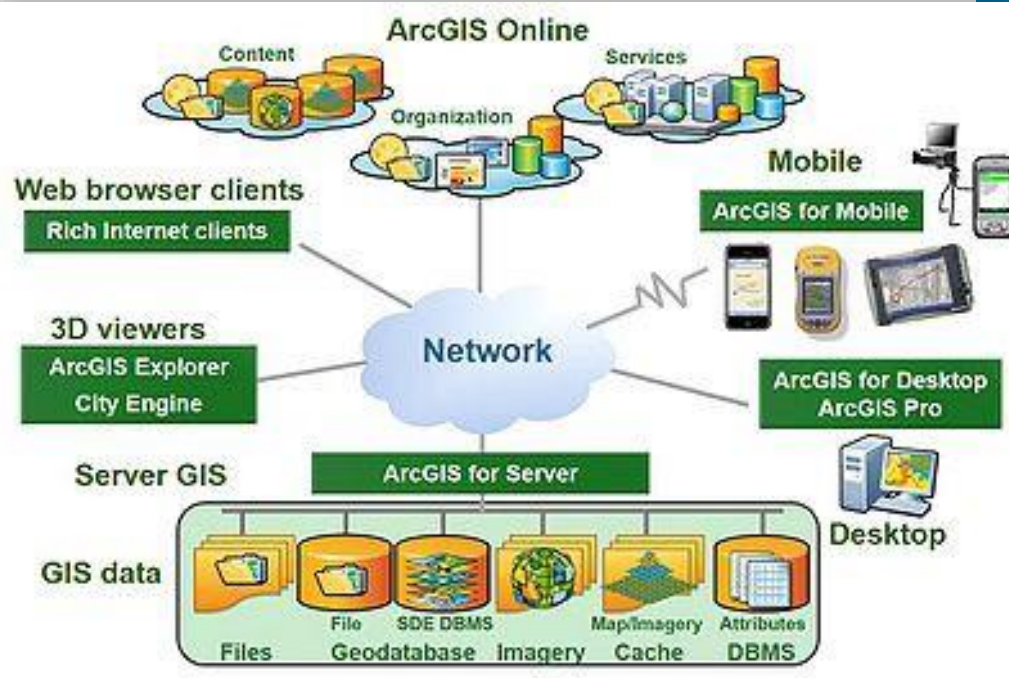 ArcGIS Online
Content
Services
Organization
Web browser clients
Rich Internet clients
Mobile
ArcGIS for Mobile
3D viewers
ArcGIS Explorer
City Engine
Network
ArcGIS for Desktop
ArcGIS Pro
Desktop
Server GIS
ArcGIS for Server
GIS data
File
SDE DBMS
Map/Imagery
Attributes
Files
Geodatabase
Imagery
Cache
DBMS